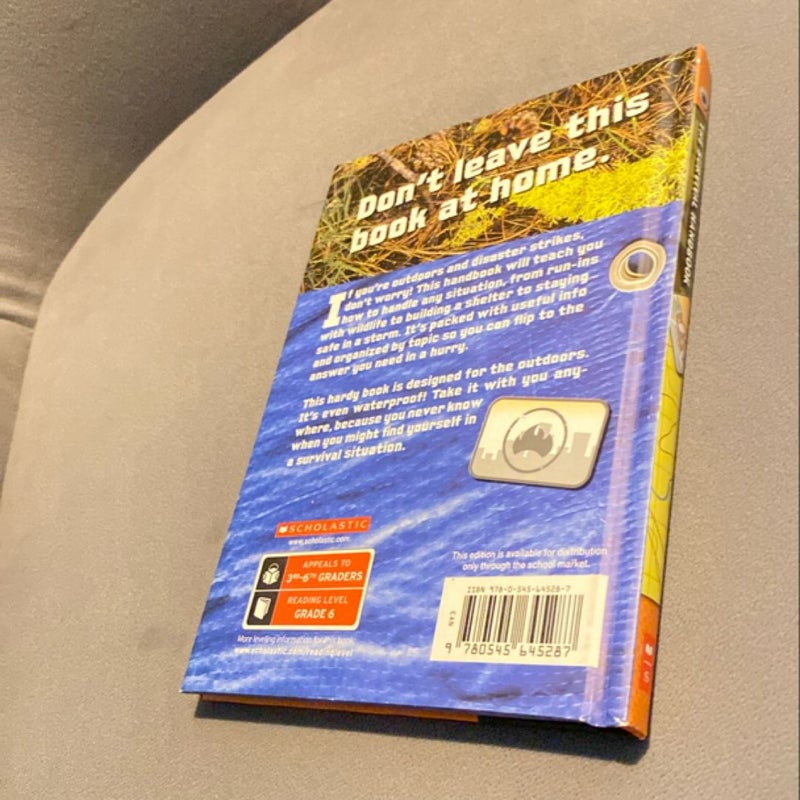 Don't leave this
book at home.
If you're outdoors and disaster strikes,
don't worry! This handbook will teach you
how to handle any situation, from run-ins
with wildlife to building a shelter to staying
safe in a storm. It's packed with useful info
and organized by topic so you can flip to the
answer you need in a hurry.
This hardy book is designed for the outdoors.
It's even waterproof! Take it with you any-
where, because you never know
when you might find yourself in
a survival situation.
SCHOLASTIC
www.scholastic.com
APPEALS TO
3RD–6TH GRADERS
READING LEVEL
GRADE 6
More leveling information for this book:
www.scholastic.com/readinglevel
This edition is available for distribution
only through the school market.
ISBN 978-0-545-64528-7
EAN
9 780545 645287
HANDBOOK